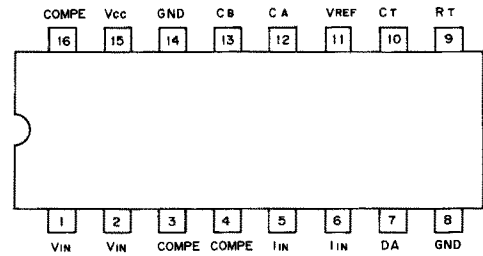 COMPE Vcc GND CB CA VREF CT RT
16 15 14 13 12 11 10 9
1 2 3 4 5 6 7 8
VIN VIN COMPE COMPE IIN IIN DA GND